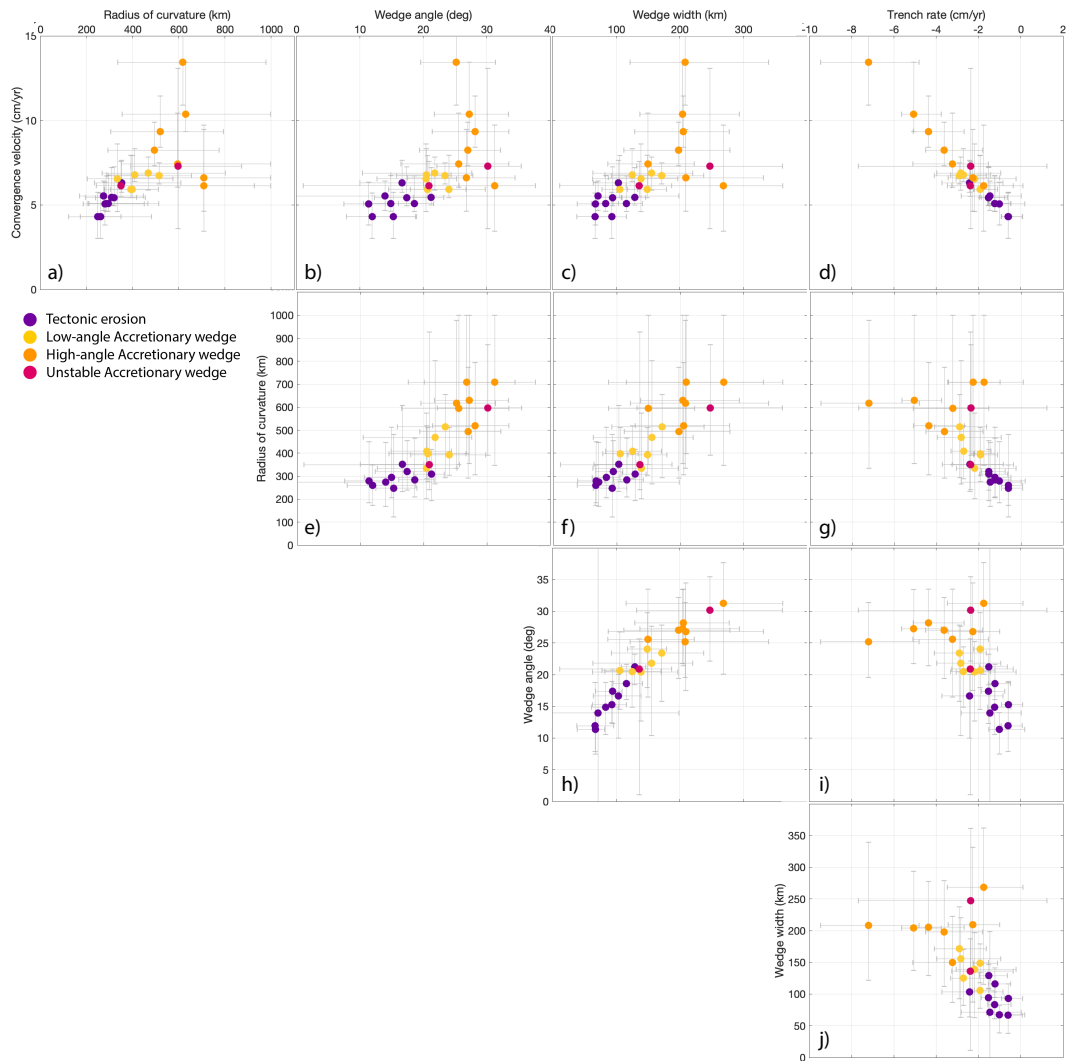 Radius of curvature (km) Wedge angle (deg) Wedge width (km) Trench rate (cm/yr)
0 200 400 600 800 1000 0 10 20 30 40 0 100 200 300 -10 -8 -6 -4 -2 0 2
15
10
5
0
Convergence velocity (cm/yr)
a) b) c) d)
Tectonic erosion
Low-angle Accretionary wedge
High-angle Accretionary wedge
Unstable Accretionary wedge
1000
900
800
700
600
500
400
300
200
100
0
Radius of curvature (km)
e) f) g)
35
30
25
20
15
10
5
0
Wedge angle (deg)
h) i)
350
300
250
200
150
100
50
0
Wedge width (km)
j)